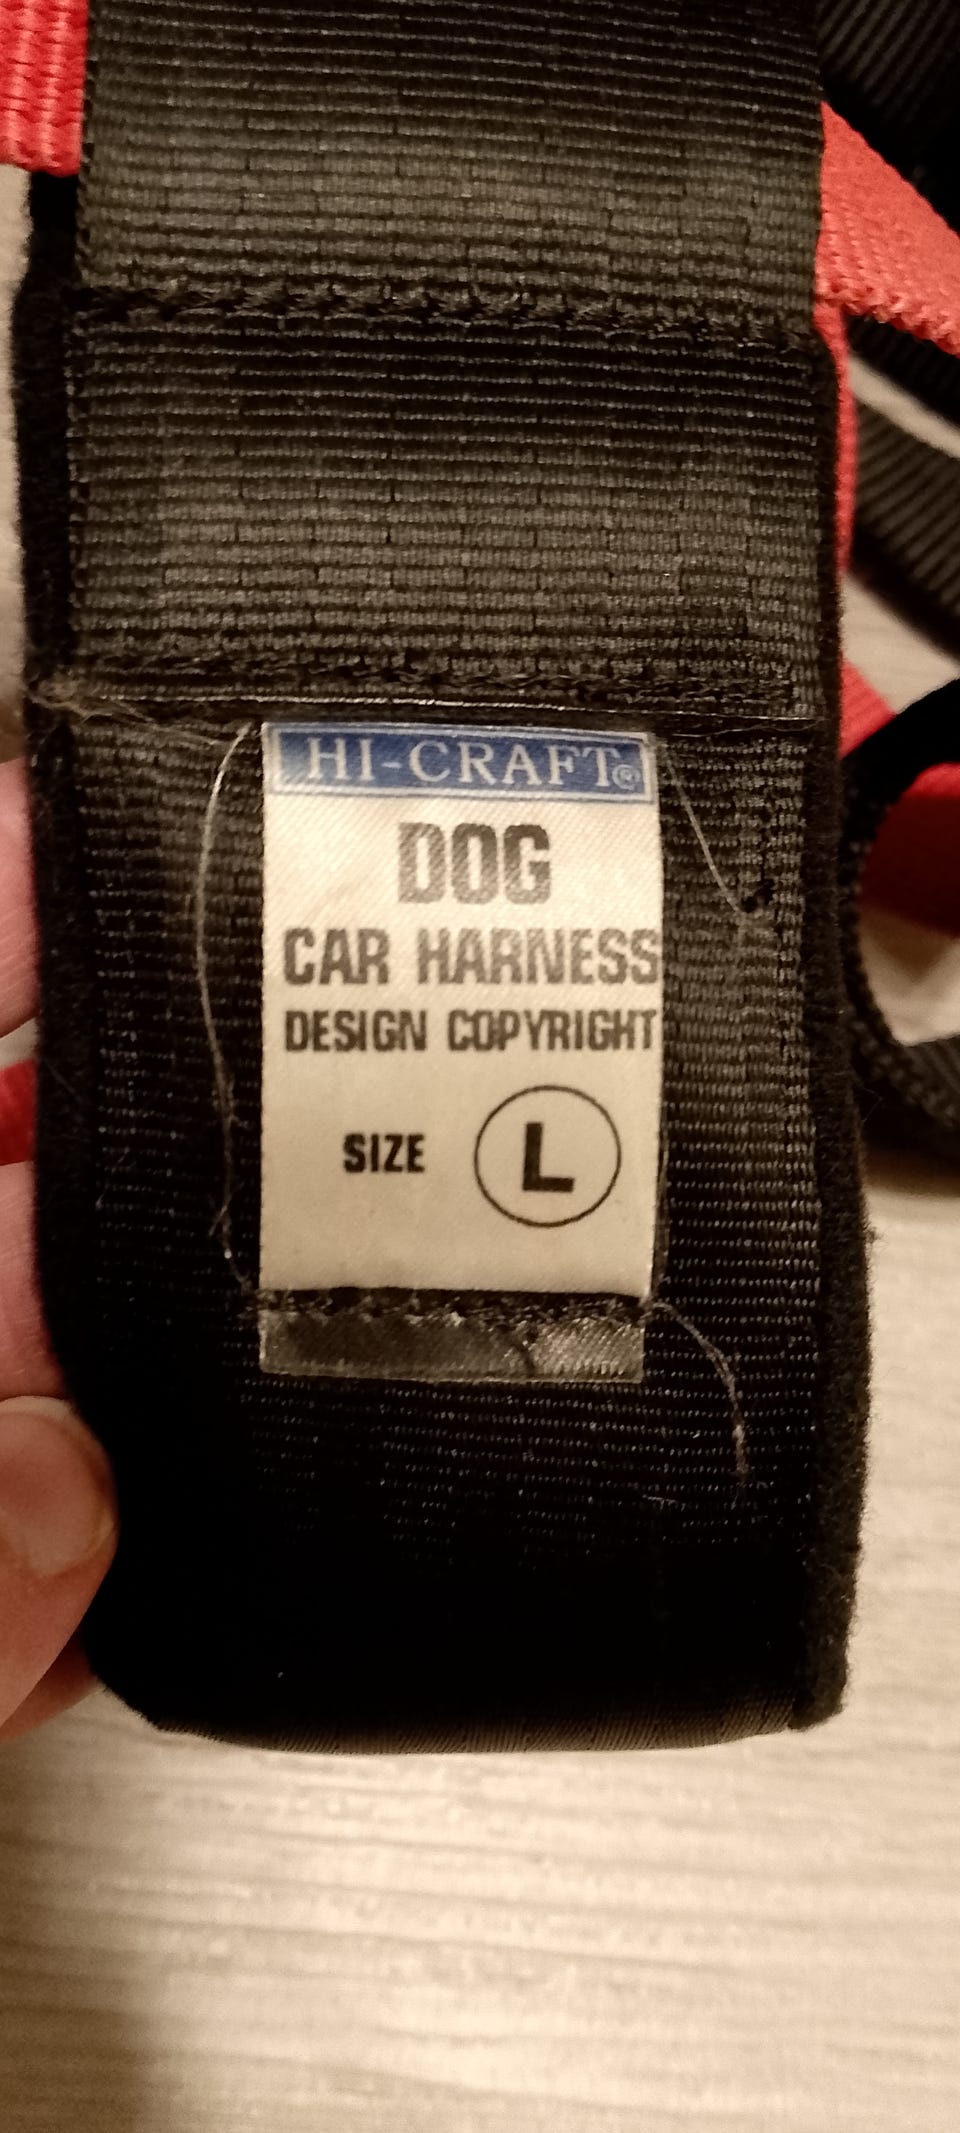 HI-CRAFT®
DOG
CAR HARNESS
DESIGN COPYRIGHT
SIZE L